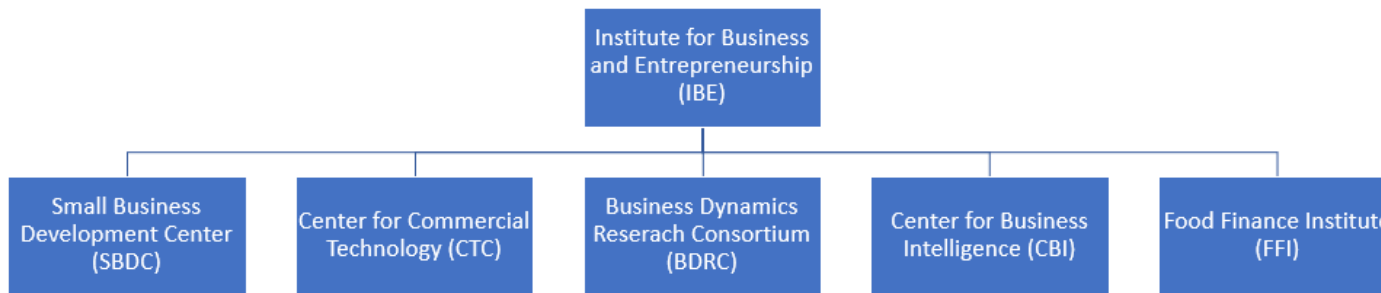 Institute for Business
and Entrepreneurship
(IBE)
Small Business
Development Center
(SBDC)
Center for Commercial
Technology (CTC)
Business Dynamics
Reserach Consortium
(BDRC)
Center for Business
Intelligence (CBI)
Food Finance Institute
(FFI)